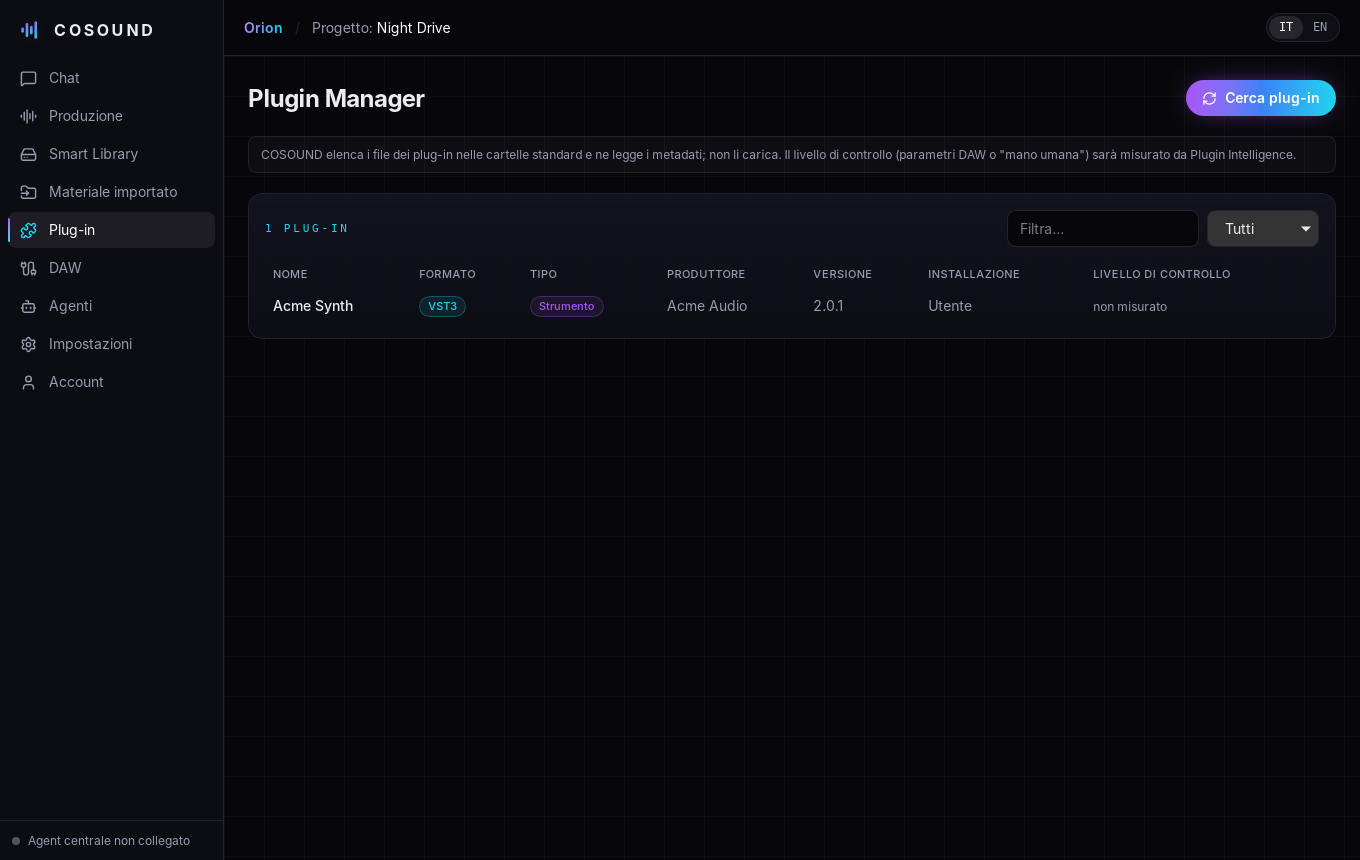 COSOUND
Orion / Progetto: Night Drive
IT EN
Chat
Produzione
Smart Library
Materiale importato
Plug-in
DAW
Agenti
Impostazioni
Account
Agent centrale non collegato
Plugin Manager
Cerca plug-in
COSOUND elenca i file dei plug-in nelle cartelle standard e ne legge i metadati; non li carica. Il livello di controllo (parametri DAW o "mano umana") sarà misurato da Plugin Intelligence.
1 PLUG-IN
Filtra...
Tutti
NOME FORMATO TIPO PRODUTTORE VERSIONE INSTALLAZIONE LIVELLO DI CONTROLLO
Acme Synth VST3 Strumento Acme Audio 2.0.1 Utente non misurato